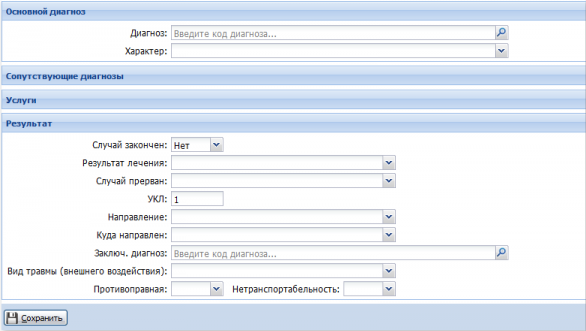 Основной диагноз
Диагноз: Введите код диагноза...
Характер:
Сопутствующие диагнозы
Услуги
Результат
Случай закончен: Нет
Результат лечения:
Случай прерван:
УКЛ: 1
Направление:
Куда направлен:
Заключ. диагноз: Введите код диагноза...
Вид травмы (внешнего воздействия):
Противоправная: Нетранспортабельность:
Сохранить